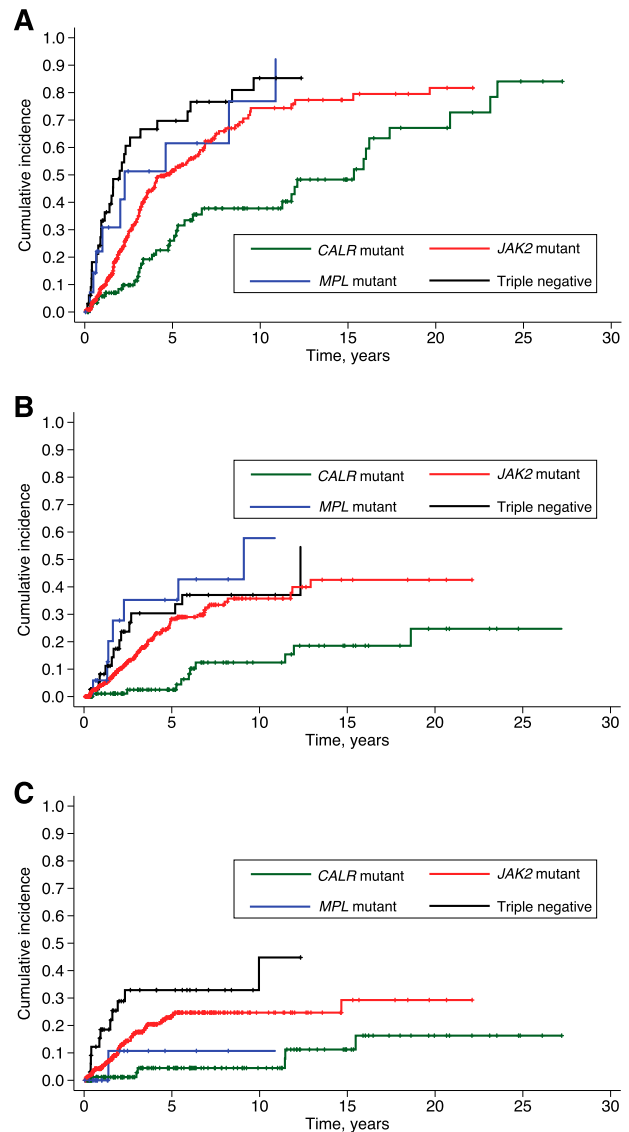 A
1.0
0.9
0.8
0.7
0.6
0.5
0.4
0.3
0.2
0.1
0.0
Cumulative incidence
CALR mutant JAK2 mutant
MPL mutant Triple negative
0 5 10 15 20 25 30
Time, years
B
1.0
0.9
0.8
0.7
0.6
0.5
0.4
0.3
0.2
0.1
0.0
Cumulative incidence
CALR mutant JAK2 mutant
MPL mutant Triple negative
0 5 10 15 20 25 30
Time, years
C
1.0
0.9
0.8
0.7
0.6
0.5
0.4
0.3
0.2
0.1
0.0
Cumulative incidence
CALR mutant JAK2 mutant
MPL mutant Triple negative
0 5 10 15 20 25 30
Time, years